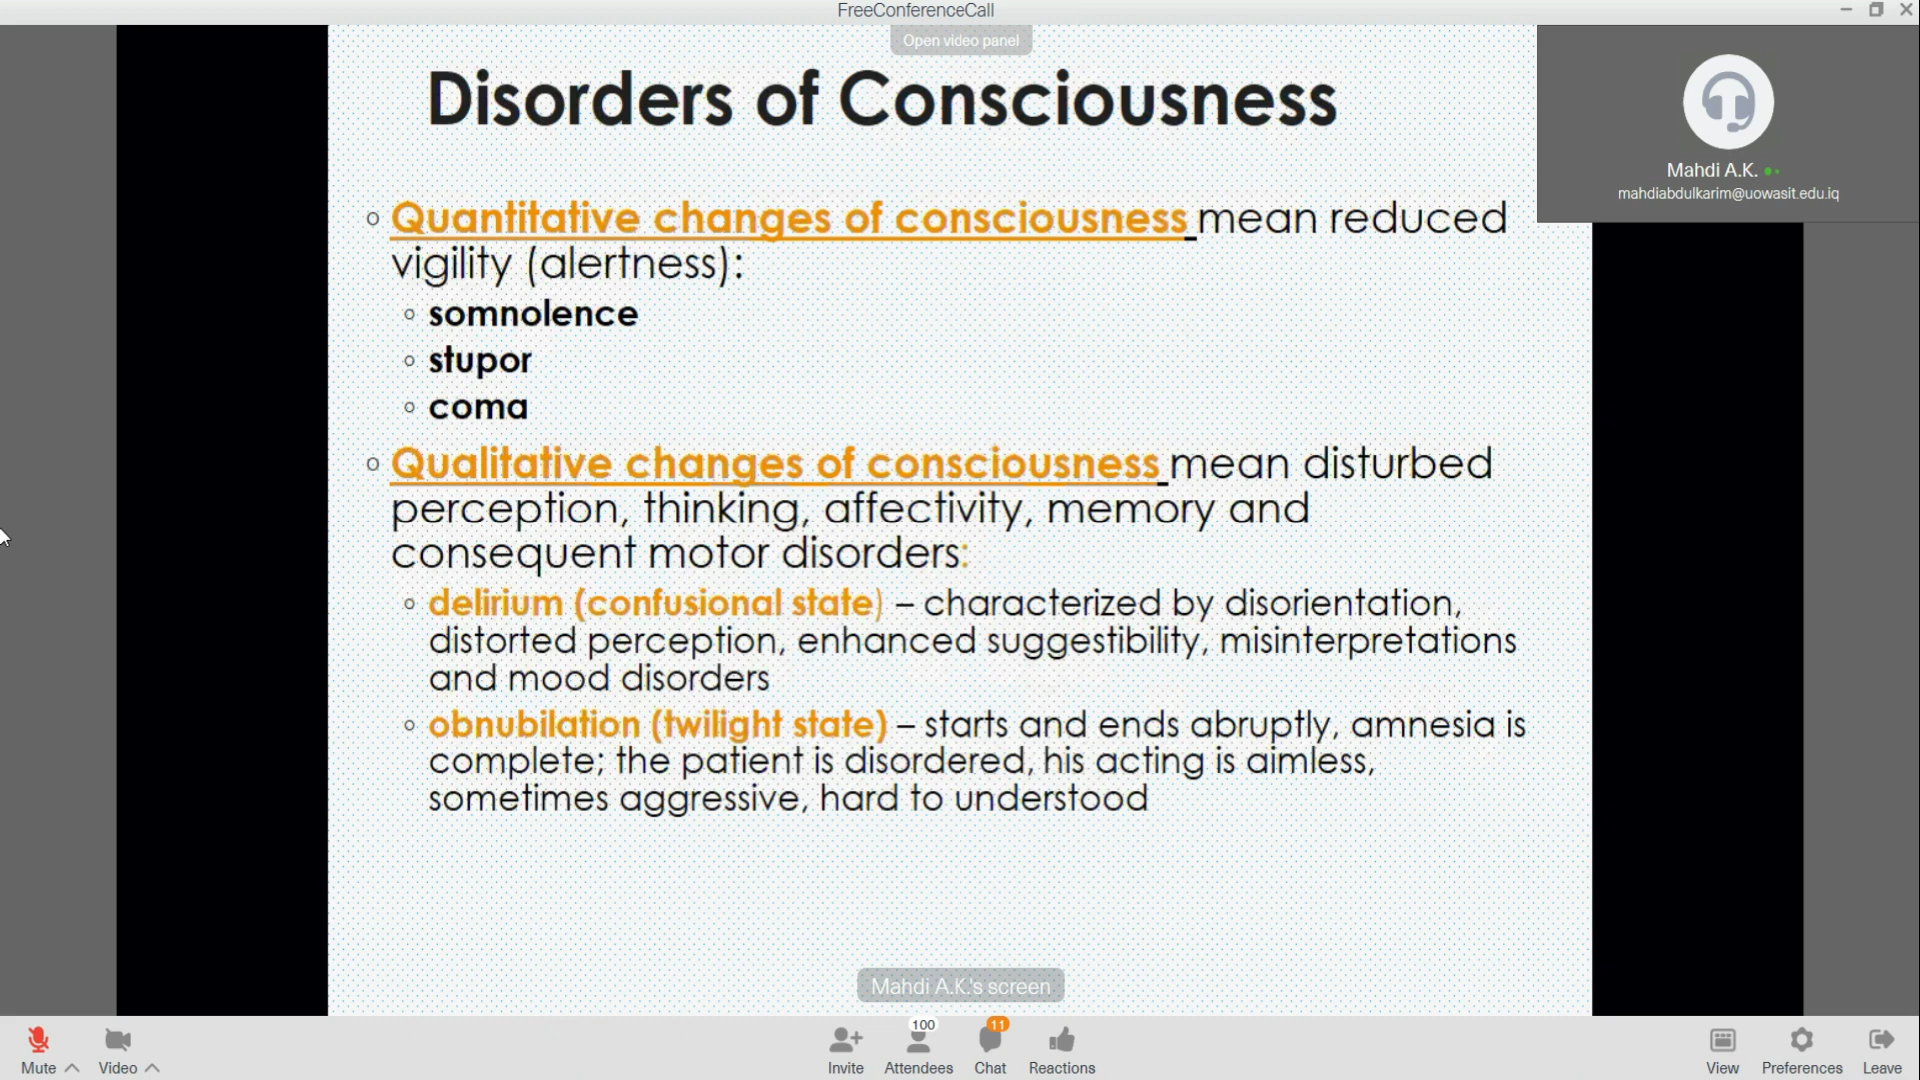 FreeConferenceCall
Open video panel
Disorders of Consciousness
Mahdi A.K.
mahdiabdulkarim@uowasit.edu.iq
Quantitative changes of consciousness mean reduced
vigility (alertness):
somnolence
stupor
coma
Qualitative changes of consciousness mean disturbed
perception, thinking, affectivity, memory and
consequent motor disorders:
delirium (confusional state) – characterized by disorientation,
distorted perception, enhanced suggestibility, misinterpretations
and mood disorders
obnubilation (twilight state) – starts and ends abruptly, amnesia is
complete; the patient is disordered, his acting is aimless,
sometimes aggressive, hard to understood
Mahdi A.K.'s screen
100
11
Mute
Video
Invite
Attendees
Chat
Reactions
View
Preferences
Leave